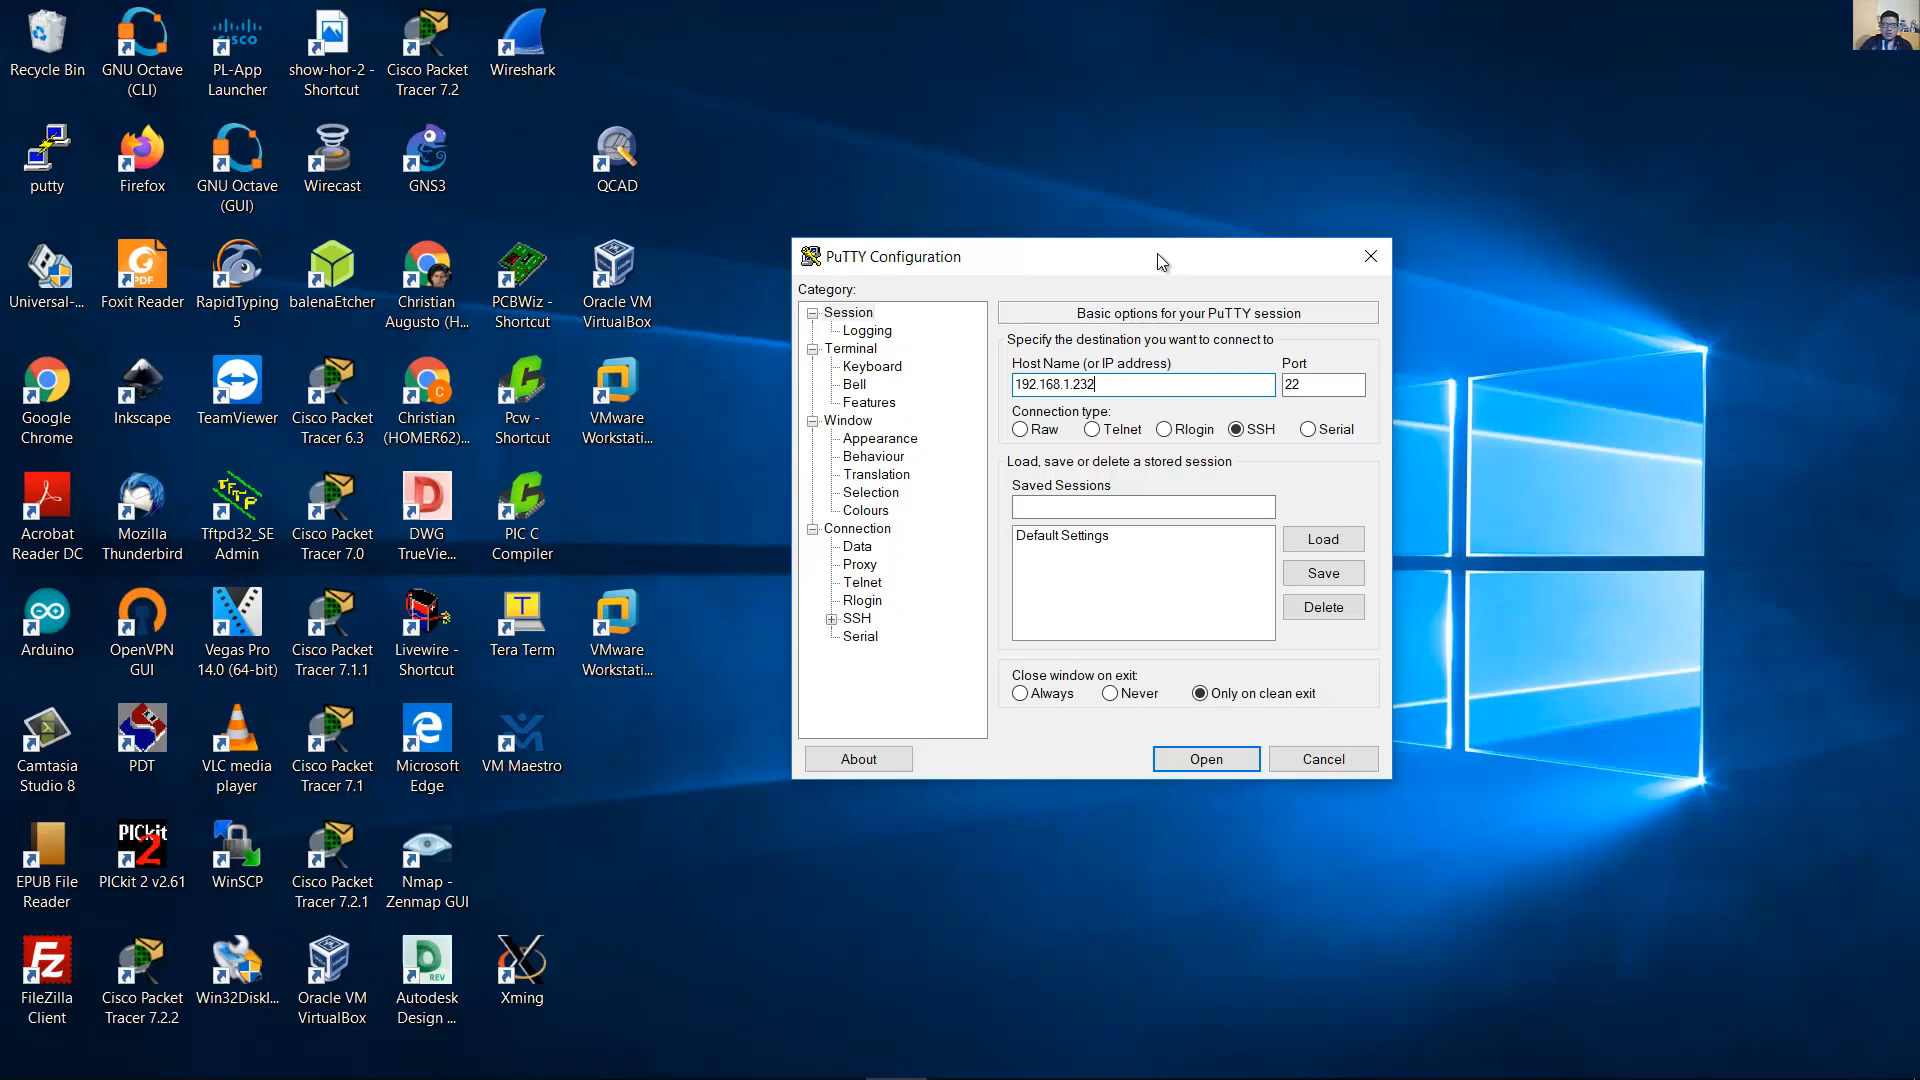 Recycle Bin
GNU Octave
(CLI)
CISCO
PL-App
Launcher
show-hor-2 -
Shortcut
Cisco Packet
Tracer 7.2
Wireshark
putty
Firefox
GNU Octave
(GUI)
Wirecast
GNS3
QCAD
Universal-...
PDF
Foxit Reader
RapidTyping
5
balenaEtcher
Christian
Augusto (H...
PCBWiz -
Shortcut
Oracle VM
VirtualBox
Google
Chrome
Inkscape
TeamViewer
Cisco Packet
Tracer 6.3
C
Christian
(HOMER62)...
Pcw -
Shortcut
VMware
Workstati...
Acrobat
Reader DC
Mozilla
Thunderbird
TFTP
Tftpd32_SE
Admin
Cisco Packet
Tracer 7.0
D
DWG
TrueVie...
PIC C
Compiler
Arduino
OpenVPN
GUI
Vegas Pro
14.0 (64-bit)
Cisco Packet
Tracer 7.1.1
Livewire -
Shortcut
T
Tera Term
VMware
Workstati...
Camtasia
Studio 8
PDT
VLC media
player
Cisco Packet
Tracer 7.1
Microsoft
Edge
VM Maestro
EPUB File
Reader
PICkit
2
PICkit 2 v2.61
WinSCP
Cisco Packet
Tracer 7.2.1
Nmap -
Zenmap GUI
Fz
FileZilla
Client
Cisco Packet
Tracer 7.2.2
Win32DiskI...
Oracle VM
VirtualBox
D
REV
Autodesk
Design ...
X
Xming
PuTTY Configuration
Category:
Session
Logging
Terminal
Keyboard
Bell
Features
Window
Appearance
Behaviour
Translation
Selection
Colours
Connection
Data
Proxy
Telnet
Rlogin
SSH
Serial
Basic options for your PuTTY session
Specify the destination you want to connect to
Host Name (or IP address) Port
192.168.1.232 22
Connection type:
Raw Telnet Rlogin SSH Serial
Load, save or delete a stored session
Saved Sessions
Default Settings
Load
Save
Delete
Close window on exit:
Always Never Only on clean exit
About Open Cancel